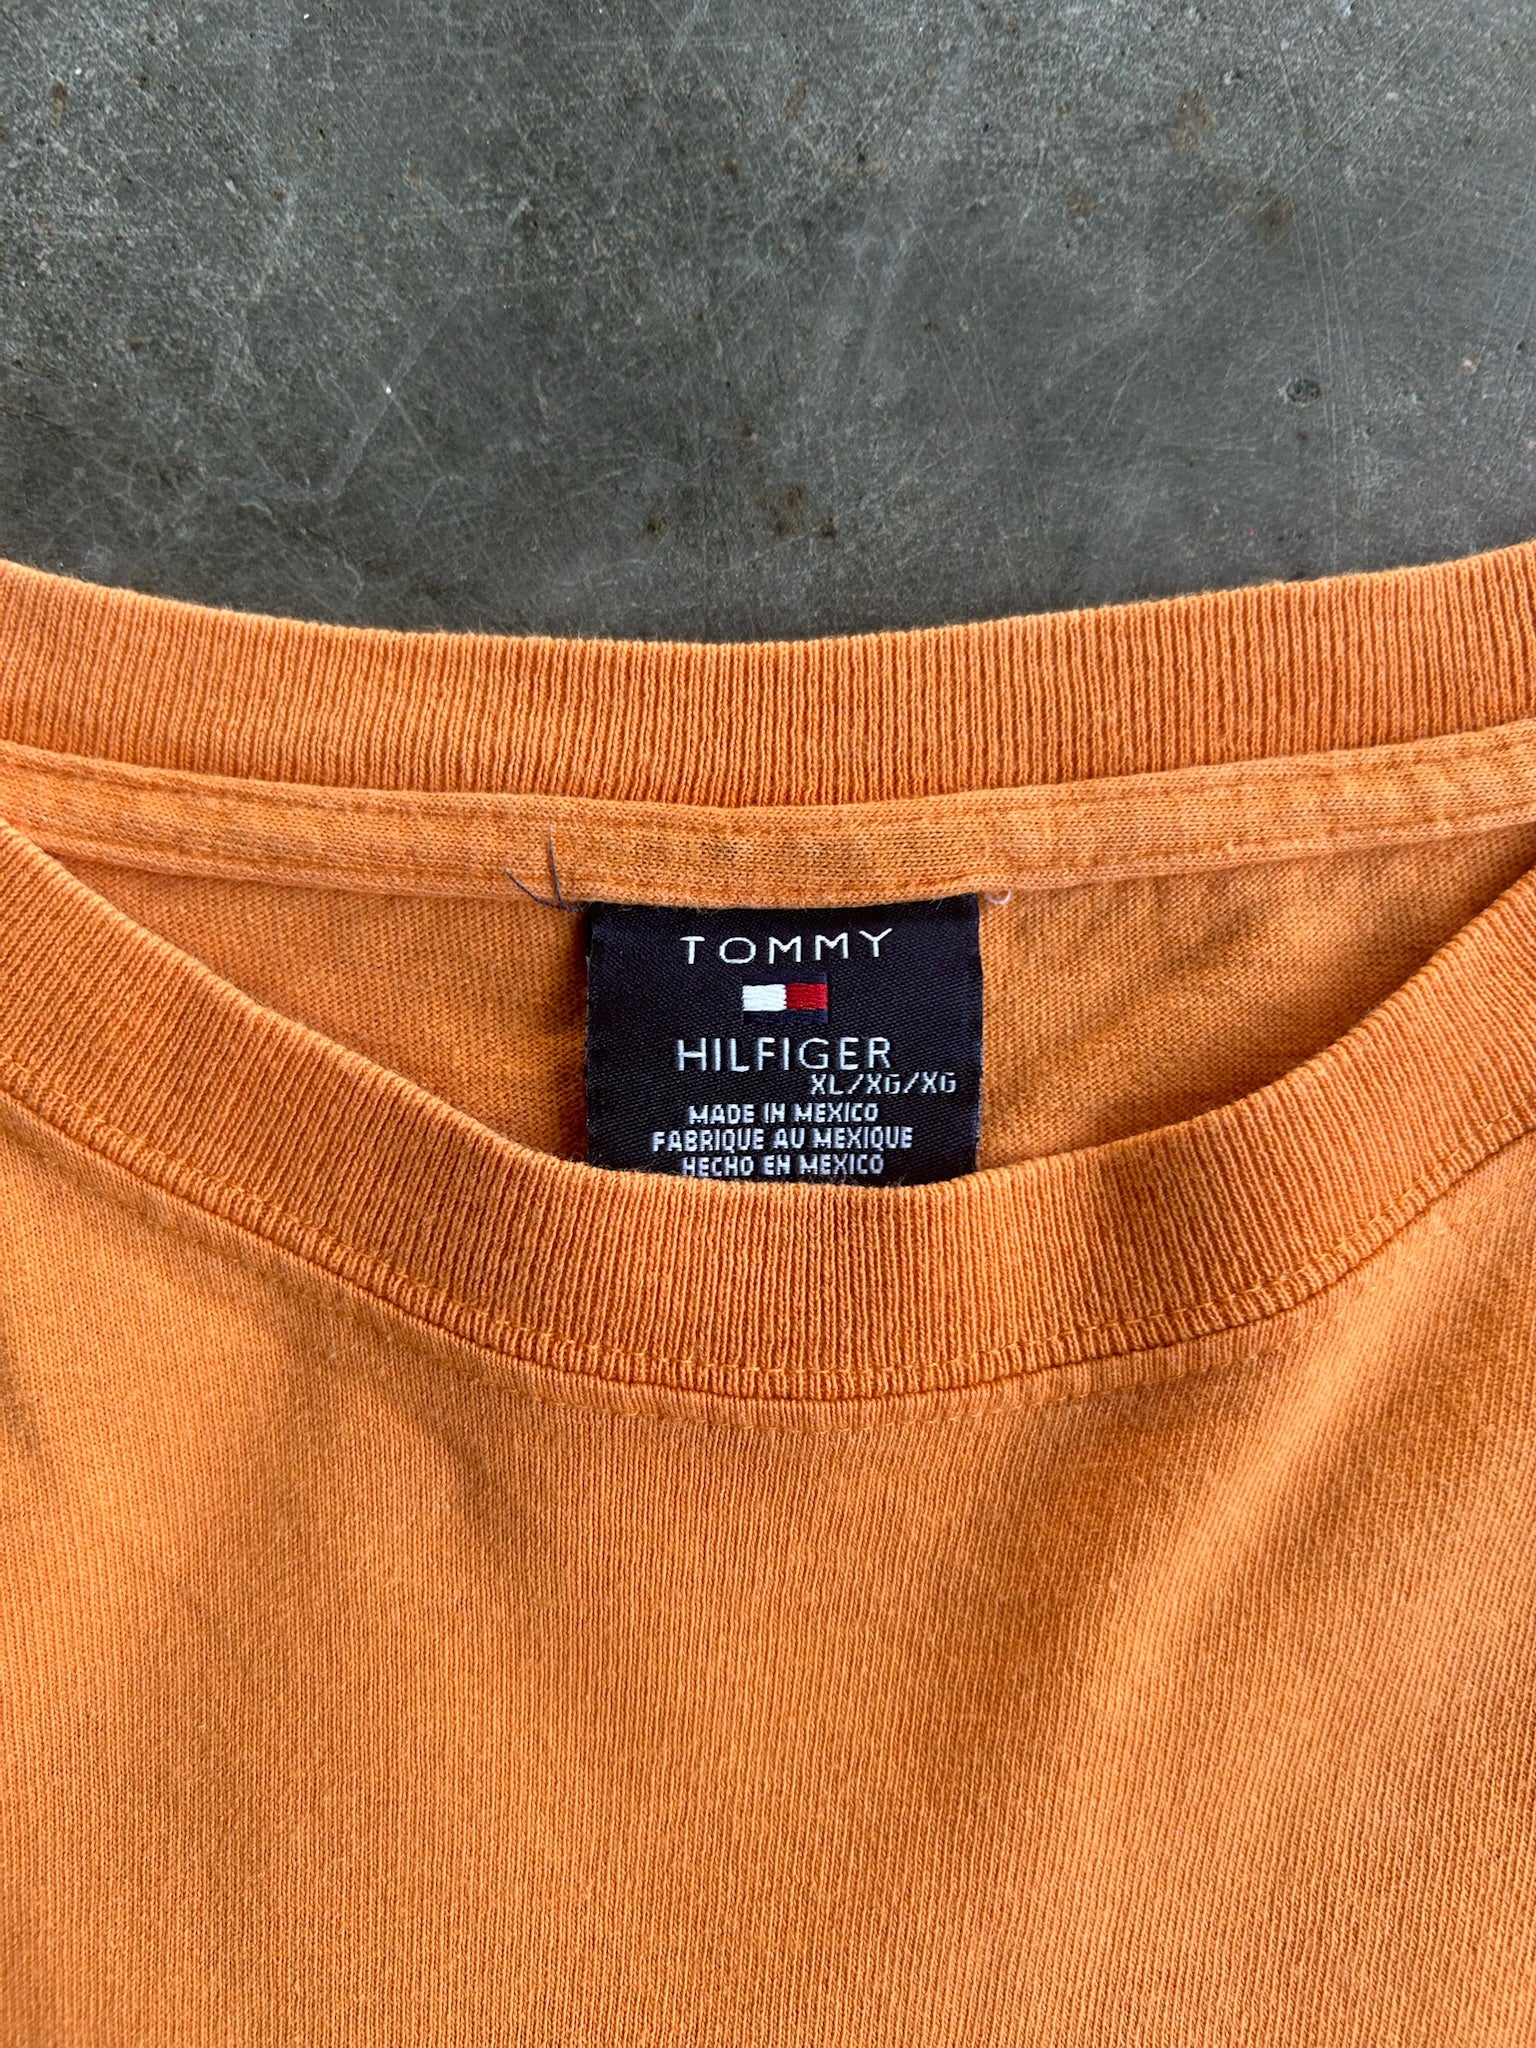 TOMMY
HILFIGER
XL/XG/XG
MADE IN MEXICO
FABRIQUE AU MEXIQUE
HECHO EN MEXICO